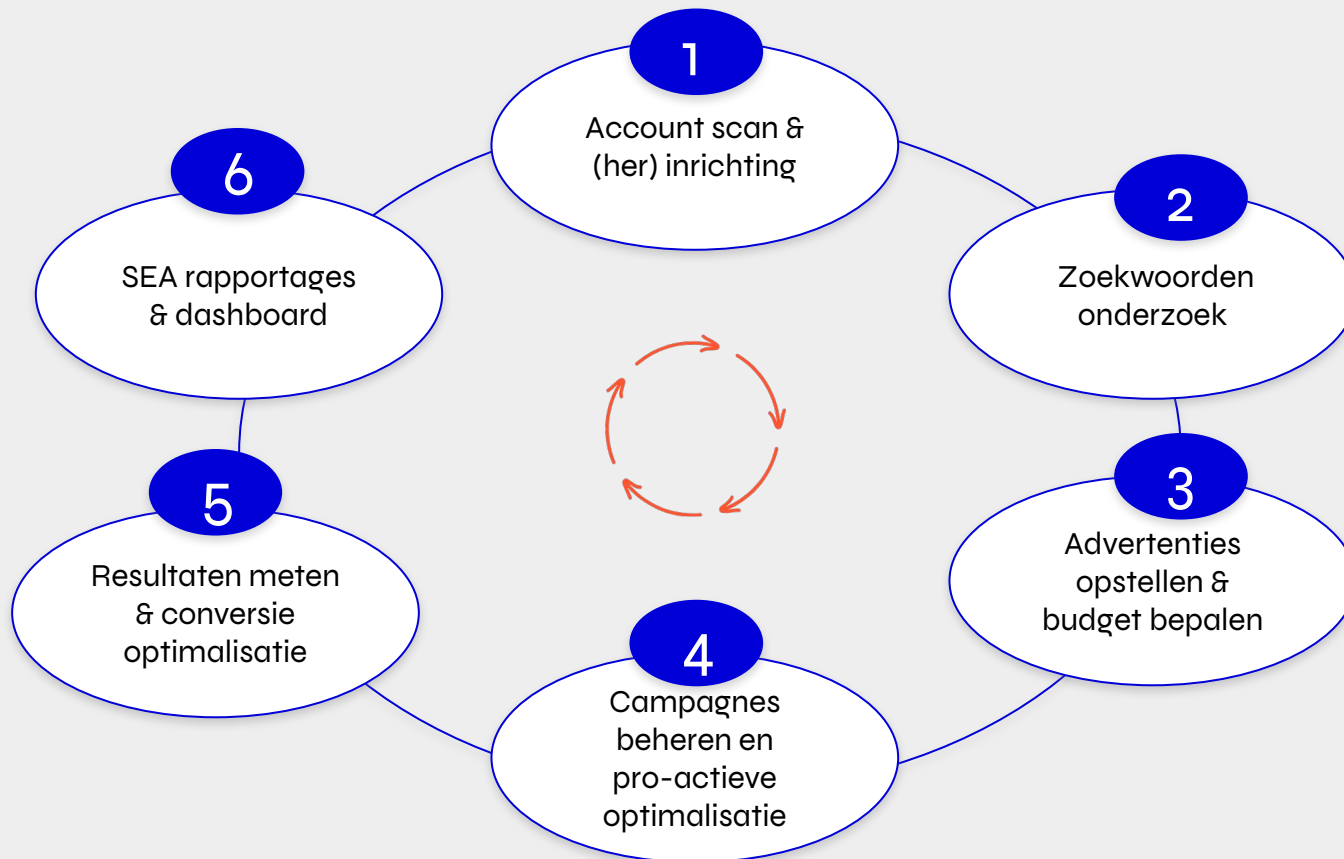 1
Account scan &
(her) inrichting
2
Zoekwoorden
onderzoek
3
Advertenties
opstellen &
budget bepalen
4
Campagnes
beheren en
pro-actieve
optimalisatie
5
Resultaten meten
& conversie
optimalisatie
6
SEA rapportages
& dashboard